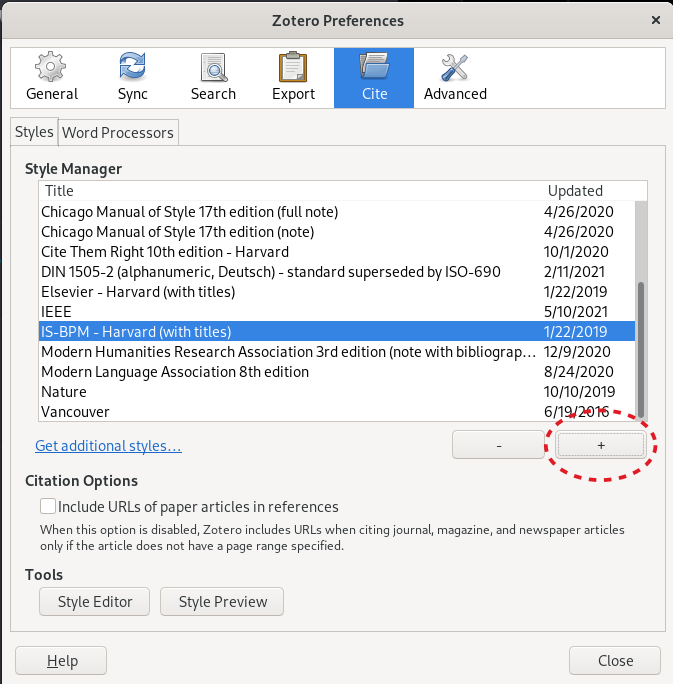 Zotero Preferences
×
General Sync Search Export Cite Advanced
Styles Word Processors
Style Manager
Title Updated
Chicago Manual of Style 17th edition (full note) 4/26/2020
Chicago Manual of Style 17th edition (note) 4/26/2020
Cite Them Right 10th edition - Harvard 10/1/2020
DIN 1505-2 (alphanumeric, Deutsch) - standard superseded by ISO-690 2/11/2021
Elsevier - Harvard (with titles) 1/22/2019
IEEE 5/10/2021
IS-BPM - Harvard (with titles) 1/22/2019
Modern Humanities Research Association 3rd edition (note with bibliograp… 12/9/2020
Modern Language Association 8th edition 8/24/2020
Nature 10/10/2019
Vancouver 6/19/2016
Get additional styles… - +
Citation Options
Include URLs of paper articles in references
When this option is disabled, Zotero includes URLs when citing journal, magazine, and newspaper articles
only if the article does not have a page range specified.
Tools
Style Editor Style Preview
Help Close